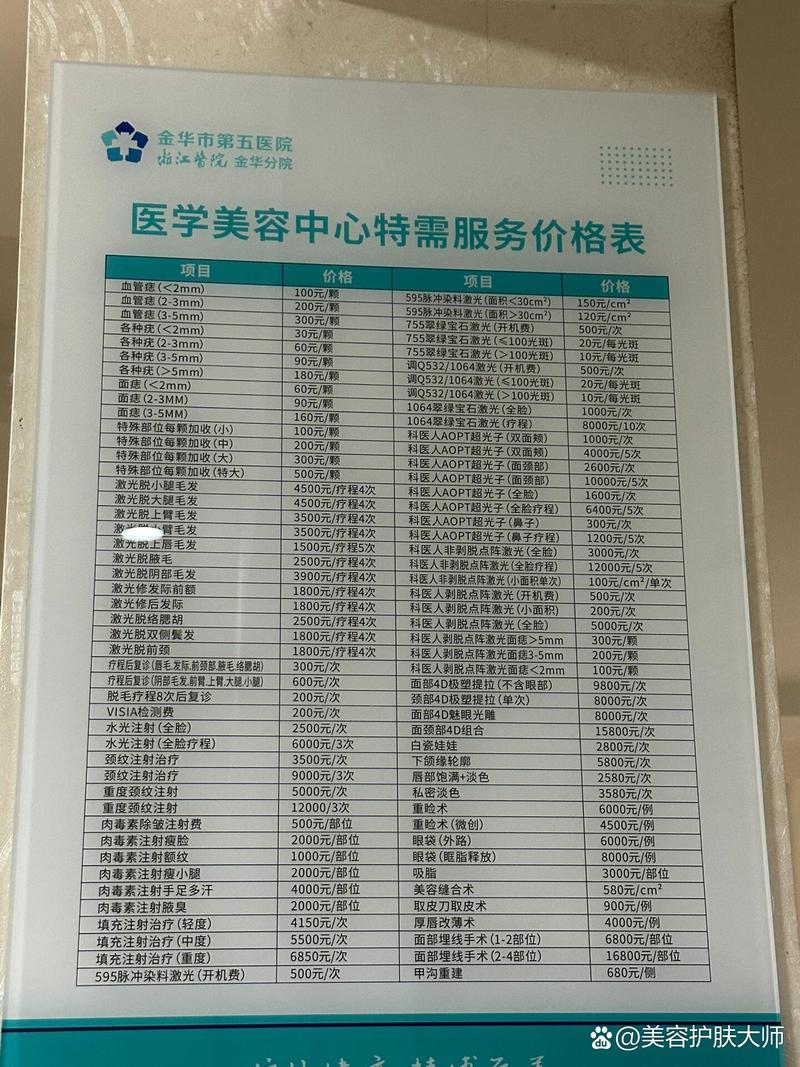 金华市第五医院
浙江医院 金华分院
医学美容中心特需服务价格表
项目 价格
血管痣(<2mm) 100元/颗
血管痣(2-3mm) 200元/颗
血管痣(3-5mm) 300元/颗
各种疣(<2mm) 30元/颗
各种疣(2-3mm) 60元/颗
各种疣(3-5mm) 90元/颗
各种疣(>5mm) 180元/颗
面痣(<2mm) 60元/颗
面痣(2-3MM) 90元/颗
面痣(3-5MM) 160元/颗
特殊部位每颗加收(小) 100元/颗
特殊部位每颗加收(中) 200元/颗
特殊部位每颗加收(大) 300元/颗
特殊部位每颗加收(特大) 500元/颗
激光脱小腿毛发 4500元/疗程4次
激光脱大腿毛发 4500元/疗程4次
激光脱上臂毛发 3500元/疗程4次
激光脱臂毛发 3500元/疗程4次
激光脱上唇毛发 1500元/疗程5次
激光脱腋毛 2500元/疗程4次
激光脱阴部毛发 3900元/疗程4次
激光修发际前额 1800元/疗程4次
激光修后发际 1800元/疗程4次
激光脱络腮胡 2500元/疗程4次
激光脱双侧鬓发 1800元/疗程4次
激光脱前颈 1800元/疗程4次
疗程后复诊(唇毛,发际,前颈部,腋毛,络腮胡) 300元/次
疗程后复诊(阴部毛发,前臂,上臂,大腿,小腿) 600元/次
脱毛疗程8次后复诊 200元/次
VISIA检测费 200元/次
水光注射(全脸) 2500元/次
水光注射(全脸疗程) 6000元/3次
颈纹注射治疗 3500元/次
颈纹注射治疗 9000元/3次
重度颈纹注射 5000元/次
重度颈纹注射 12000/3次
肉毒素除皱注射费 500元/部位
肉毒素注射瘦脸 2000元/部位
肉毒素注射额纹 1000元/部位
肉毒素注射瘦小腿 2000元/部位
肉毒素注射手足多汗 4000元/部位
肉毒素注射腋臭 2000元/部位
填充注射治疗(轻度) 4150元/次
填充注射治疗(中度) 5500元/次
填充注射治疗(重度) 6850元/次
595脉冲染料激光(开机费) 500元/次
项目 价格
595脉冲染料激光(面积<30cm²) 150元/cm²
595脉冲染料激光(面积>30cm²) 120元/cm²
755翠绿宝石激光(开机费) 500元/次
755翠绿宝石激光(≤100光斑) 20元/每光斑
755翠绿宝石激光(>100光斑) 10元/每光斑
调Q532/1064激光(开机费) 500元/次
调Q532/1064激光(≤100光斑) 20元/每光斑
调Q532/1064激光(>100光斑) 10元/每光斑
1064翠绿宝石激光(全脸) 1000元/次
1064翠绿宝石激光(疗程) 8000元/10次
科医人AOPT超光子(双面颊) 1000元/次
科医人AOPT超光子(双面颊) 4000元/5次
科医人AOPT超光子(面颈部) 2600元/次
科医人AOPT超光子(面颈部) 10000元/5次
科医人AOPT超光子(全脸) 1600元/次
科医人AOPT超光子(全脸疗程) 6400元/5次
科医人AOPT超光子(鼻子) 300元/次
科医人AOPT超光子(鼻子疗程) 1200元/5次
科医人非剥脱点阵激光(全脸) 3000元/次
科医人非剥脱点阵激光(全脸疗程) 12000元/5次
科医人非剥脱点阵激光(小面积单次) 100元/cm²/单次
科医人剥脱点阵激光(开机费) 500元/次
科医人剥脱点阵激光(小面积) 200元/次
科医人剥脱点阵激光(全脸) 5000元/次
科医人剥脱点阵激光面痣>5mm 300元/颗
科医人剥脱点阵激光面痣3-5mm 200元/颗
科医人剥脱点阵激光面痣<2mm 100元/颗
面部4D极塑提拉(不含眼部) 9800元/次
颈部4D极塑提拉(单次) 8000元/次
面部4D魅眼光雕 8000元/次
面颈部4D组合 15800元/次
白瓷娃娃 2800元/次
下颌缘轮廓 5800元/次
唇部饱满+淡色 2580元/次
私密淡色 3580元/次
重睑术 6000元/例
重睑术(微创) 4500元/例
眼袋(外路) 6000元/例
眼袋(眶脂释放) 8000元/例
吸脂 3000元/部位
美容缝合术 580元/cm²
取皮刀取皮术 900元/例
厚唇改薄术 4000元/例
面部埋线手术(1-2部位) 6800元/部位
面部埋线手术(2-4部位) 16800元/部位
甲沟重建 680元/侧
@美容护肤大师